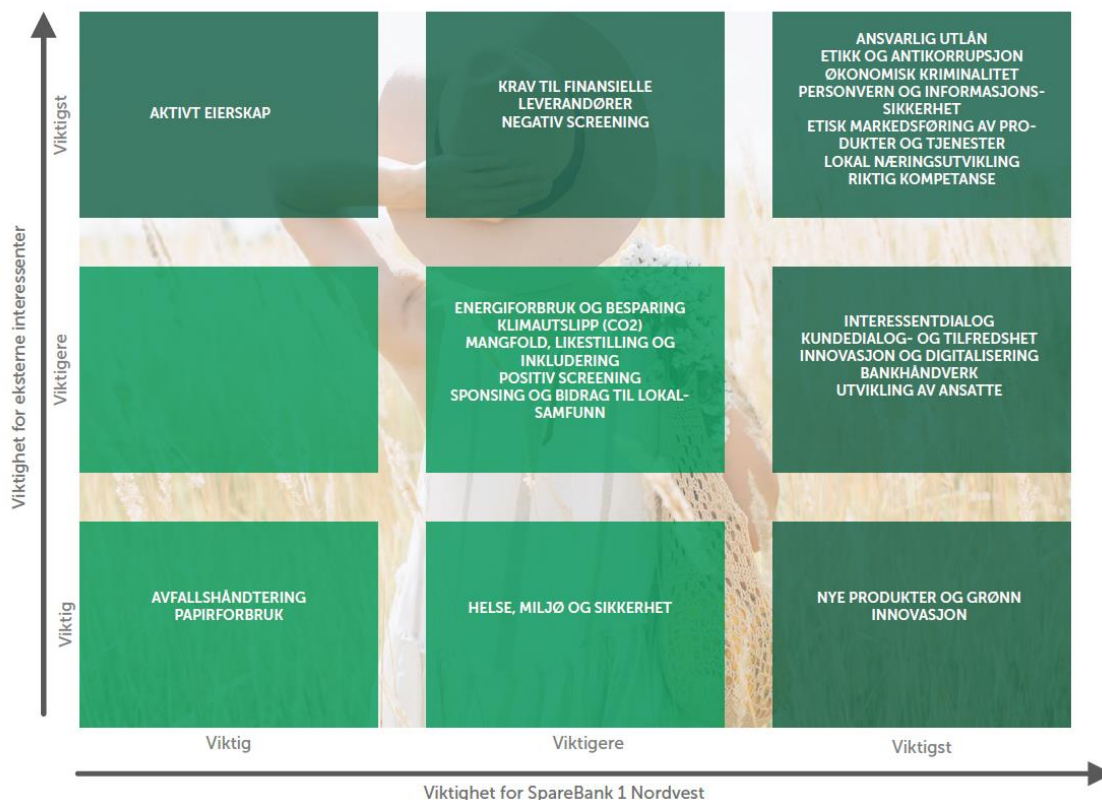 Viktighet for eksterne interessenter
Viktigst
AKTIVT EIERSKAP
KRAV TIL FINANSIELLE
LEVERANDØRER
NEGATIV SCREENING
ANSVARLIG UTLÅN
ETIKK OG ANTIKORRUPSJON
ØKONOMISK KRIMINALITET
PERSONVERN OG INFORMASJONS-
SIKKERHET
ETISK MARKEDSFØRING AV PRO-
DUKTER OG TJENESTER
LOKAL NÆRINGSUTVIKLING
RIKTIG KOMPETANSE
Viktigere
ENERGIFORBRUK OG BESPARING
KLIMAUTSLIPP (CO2)
MANGFOLD, LIKESTILLING OG
INKLUDERING
POSITIV SCREENING
SPONSING OG BIDRAG TIL LOKAL-
SAMFUNN
INTERESSENTDIALOG
KUNDEDIALOG- OG TILFREDSHET
INNOVASJON OG DIGITALISERING
BANKHÅNDVERK
UTVIKLING AV ANSATTE
Viktig
AVFALLSHÅNDTERING
PAPIRFORBRUK
HELSE, MILJØ OG SIKKERHET
NYE PRODUKTER OG GRØNN
INNOVASJON
Viktig
Viktigere
Viktigst
Viktighet for SpareBank 1 Nordvest